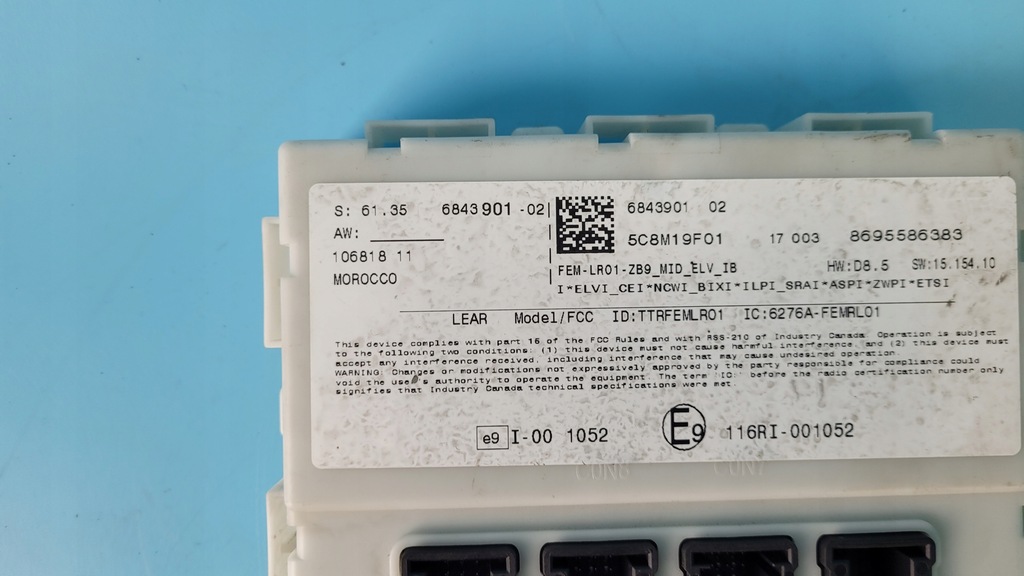 S: 61.35 6843901-02
AW:
106818 11
MOROCCO
6843901 02
5C8M19F01 17 003 8695586383
FEM-LR01-ZB9_MID_ELV_IB HW:D8.5 SW:15.154.10
I*ELVI_CEI*NCWI_BIXI*ILPI_SRAI*ASPI*ZWPI*ETSI
LEAR Model/FCC ID:TTRFEMLR01 IC:6276A-FEMRL01
This device complies with part 16 of the FCC Rules and with RSS-210 of Industry Canada. Operation is subject
to the following two conditions: (1) this device must not cause harmful interference, and (2) this device must
accept any interference received, including interference that may cause undesired operation.
WARNING: Changes or modifications not expressively approved by the party responsible for compliance could
void the user's authority to operate the equipment. The term 'IC:' before the radio certification number only
signifies that Industry Canada technical specifications were met.
e9 I-00 1052 E9 116RI-001052
CON8 CON7